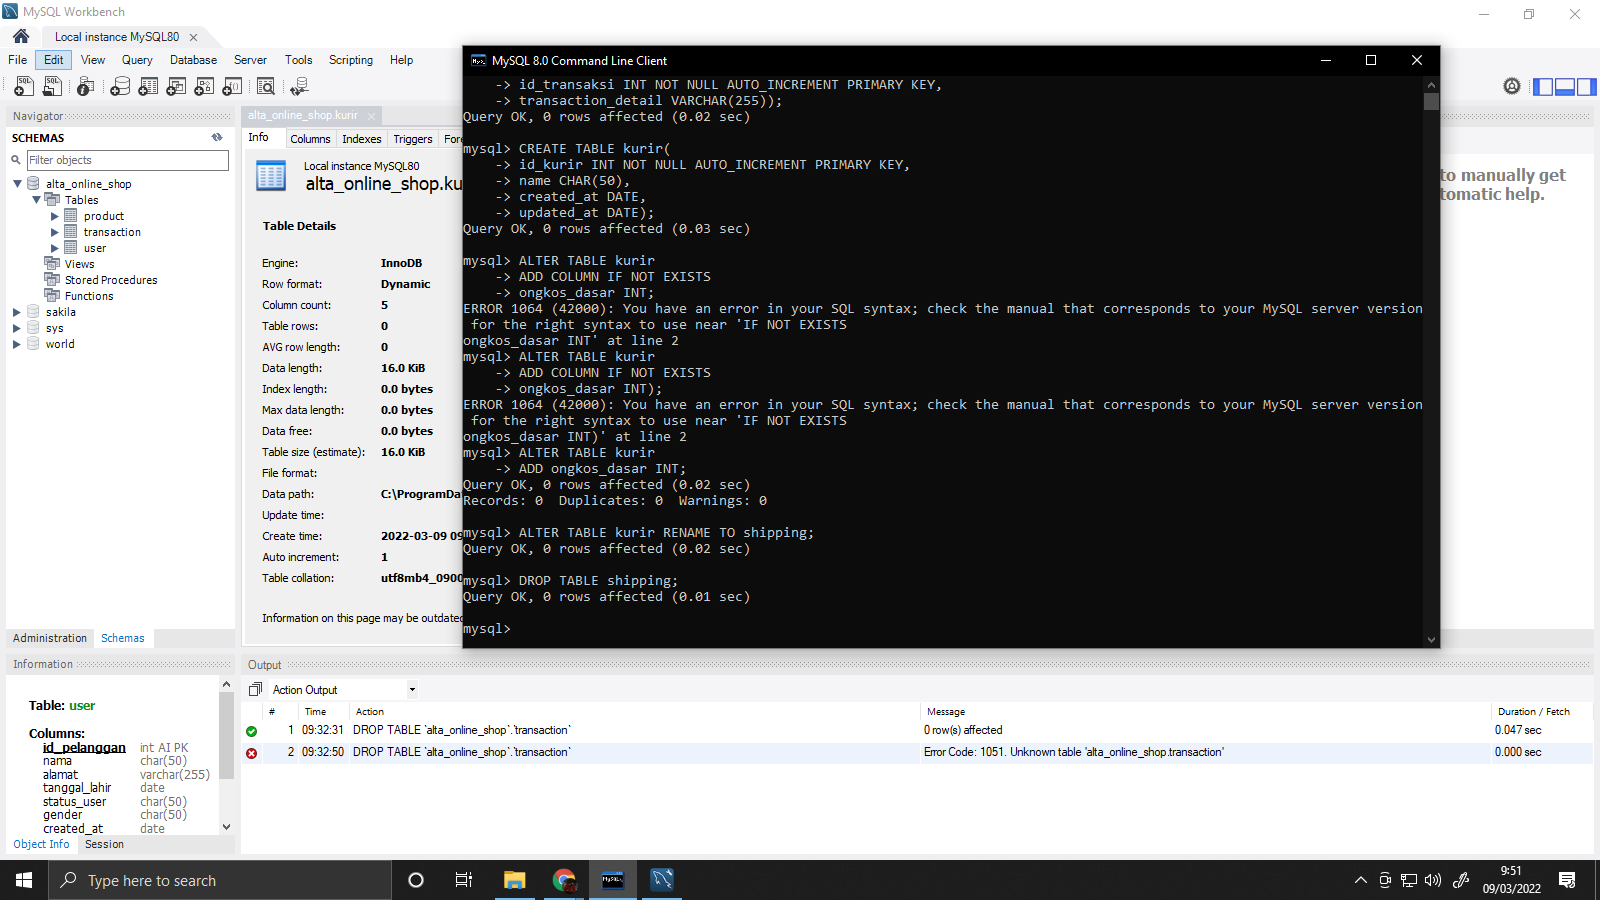 MySQL Workbench
Local instance MySQL80
File Edit View Query Database Server Tools Scripting Help
Navigator
SCHEMAS
Filter objects
alta_online_shop
Tables
product
transaction
user
Views
Stored Procedures
Functions
sakila
sys
world
Administration Schemas
Information
Table: user
Columns:
id_pelanggan int AI PK
nama char(50)
alamat varchar(255)
tanggal_lahir date
status_user char(50)
gender char(50)
created_at date
Object Info Session
alta_online_shop.kurir
Info Columns Indexes Triggers For
Local instance MySQL80
alta_online_shop.ku
Table Details
Engine: InnoDB
Row format: Dynamic
Column count: 5
Table rows: 0
AVG row length: 0
Data length: 16.0 KiB
Index length: 0.0 bytes
Max data length: 0.0 bytes
Data free: 0.0 bytes
Table size (estimate): 16.0 KiB
File format:
Data path: C:\ProgramDa
Update time:
Create time: 2022-03-09 09
Auto increment: 1
Table collation: utf8mb4_0900
Information on this page may be outdated
MySQL 8.0 Command Line Client
-> id_transaksi INT NOT NULL AUTO_INCREMENT PRIMARY KEY,
-> transaction_detail VARCHAR(255));
Query OK, 0 rows affected (0.02 sec)
mysql> CREATE TABLE kurir(
-> id_kurir INT NOT NULL AUTO_INCREMENT PRIMARY KEY,
-> name CHAR(50),
-> created_at DATE,
-> updated_at DATE);
Query OK, 0 rows affected (0.03 sec)
mysql> ALTER TABLE kurir
-> ADD COLUMN IF NOT EXISTS
-> ongkos_dasar INT;
ERROR 1064 (42000): You have an error in your SQL syntax; check the manual that corresponds to your MySQL server version
for the right syntax to use near 'IF NOT EXISTS
ongkos_dasar INT' at line 2
mysql> ALTER TABLE kurir
-> ADD COLUMN IF NOT EXISTS
-> ongkos_dasar INT);
ERROR 1064 (42000): You have an error in your SQL syntax; check the manual that corresponds to your MySQL server version
for the right syntax to use near 'IF NOT EXISTS
ongkos_dasar INT)' at line 2
mysql> ALTER TABLE kurir
-> ADD ongkos_dasar INT;
Query OK, 0 rows affected (0.02 sec)
Records: 0 Duplicates: 0 Warnings: 0
mysql> ALTER TABLE kurir RENAME TO shipping;
Query OK, 0 rows affected (0.02 sec)
mysql> DROP TABLE shipping;
Query OK, 0 rows affected (0.01 sec)
mysql>
to manually get
tomatic help.
Output
Action Output
# Time Action Message Duration / Fetch
1 09:32:31 DROP TABLE `alta_online_shop`.`transaction` 0 row(s) affected 0.047 sec
2 09:32:50 DROP TABLE `alta_online_shop`.`transaction` Error Code: 1051. Unknown table 'alta_online_shop.transaction' 0.000 sec
Type here to search
9:51
09/03/2022